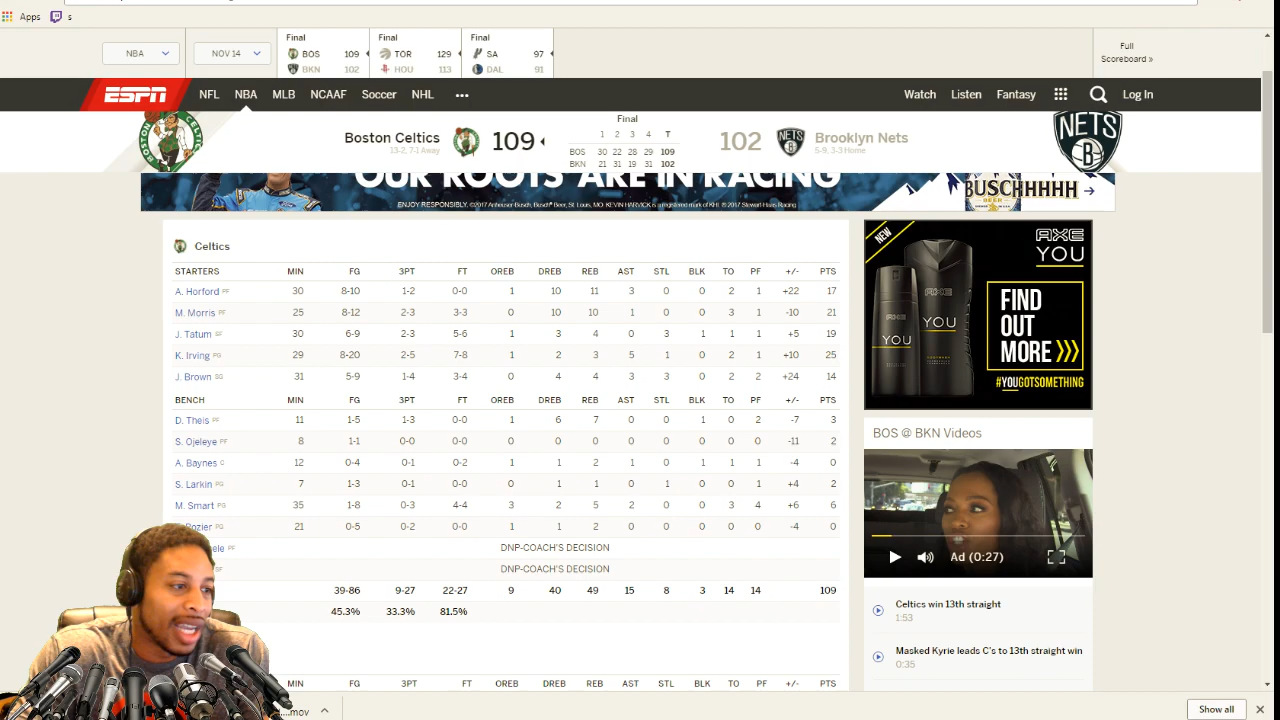 Apps s
NBA
NOV 14
Final
BOS 109
BKN 102
Final
TOR 129
HOU 113
Final
SA 97
DAL 91
Full
Scoreboard »
ESPN NFL NBA MLB NCAAF Soccer NHL ••• Watch Listen Fantasy Log In
Boston Celtics
13-2, 7-1 Away
109
Final
1 2 3 4 T
BOS 30 22 28 29 109
BKN 21 31 19 31 102
102
Brooklyn Nets
5-9, 3-3 Home
NETS
B
BOSTON CELTICS
OUR ROOTS ARE IN RACING
BUSCHHHHH
BEER
Celtics
STARTERS MIN FG 3PT FT OREB DREB REB AST STL BLK TO PF +/- PTS
A. Horford PF 30 8-10 1-2 0-0 1 10 11 3 0 0 2 1 +22 17
M. Morris PF 25 8-12 2-3 3-3 0 10 10 1 0 0 3 1 -10 21
J. Tatum SF 30 6-9 2-3 5-6 1 3 4 0 3 1 1 1 +5 19
K. Irving PG 29 8-20 2-5 7-8 1 2 3 5 1 0 2 1 +10 25
J. Brown SG 31 5-9 1-4 3-4 0 4 4 3 3 0 2 2 +24 14
BENCH MIN FG 3PT FT OREB DREB REB AST STL BLK TO PF +/- PTS
D. Theis PF 11 1-5 1-3 0-0 1 6 7 0 0 1 0 2 -7 3
S. Ojeleye PF 8 1-1 0-0 0-0 0 0 0 0 0 0 0 0 -11 2
A. Baynes C 12 0-4 0-1 0-2 1 1 2 1 0 1 1 1 -4 0
S. Larkin PG 7 1-3 0-1 0-0 0 1 1 0 1 0 0 1 +4 2
M. Smart PG 35 1-8 0-3 4-4 3 2 5 2 0 0 3 4 +6 6
Rozier PG 21 0-5 0-2 0-0 1 1 2 0 0 0 0 0 -4 0
ele PF DNP-COACH'S DECISION
SF DNP-COACH'S DECISION
39-86 9-27 22-27 9 40 49 15 8 3 14 14 109
45.3% 33.3% 81.5%
MIN FG 3PT FT OREB DREB REB AST STL BLK TO PF +/- PTS
NEW
AXE
YOU
AXE
YOU
AXE
YOU
FIND
OUT
MORE
#YOUGOTSOMETHING
BOS @ BKN Videos
Ad (0:27)
Celtics win 13th straight
1:53
Masked Kyrie leads C's to 13th straight win
0:35
....mov
Show all